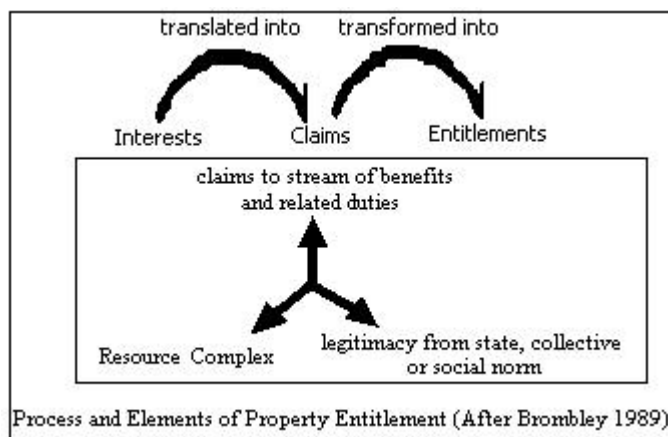 translated into transformed into
Interests Claims Entitlements
claims to stream of benefits
and related duties
Resource Complex
legitimacy from state, collective
or social norm
Process and Elements of Property Entitlement (After Brombley 1989)